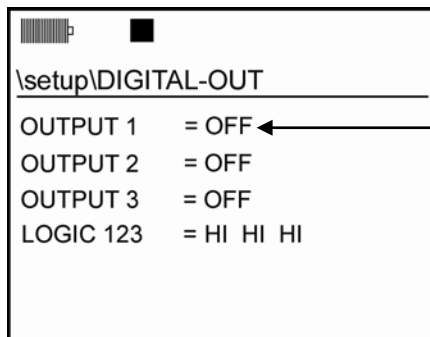 \setup\DIGITAL-OUT
OUTPUT 1 = OFF
OUTPUT 2 = OFF
OUTPUT 3 = OFF
LOGIC 123 = HI HI HI